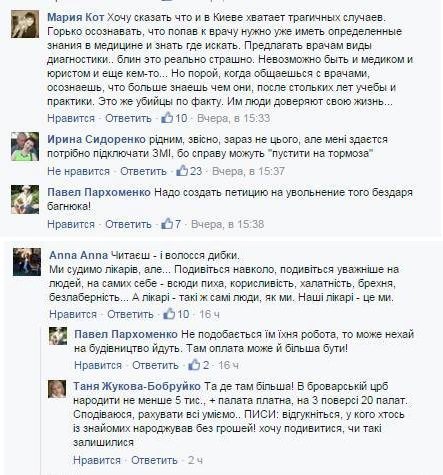 Мария Кот Хочу сказать что и в Киеве хватает трагичных случаев.
Горько осознавать, что попав к врачу нужно уже иметь определенные
знания в медицине и знать где искать. Предлагать врачам виды
диагностики.. блин это реально страшно. Невозможно быть и медиком и
юристом и еще кем-то... Но порой, когда общаешься с врачами,
осознаешь, что больше знаешь чем они, после стольких лет учебы и
практики. Это же убийцы по факту. Им люди доверяют свою жизнь...
Нравится · Ответить · 10 · Вчера, в 15:33
Ирина Сидоренко рідним, звісно, зараз не цього, але мені здаєтся
потрібно підключати ЗМІ, бо справу можуть "пустити на тормоза"
Не нравится · Ответить · 23 · Вчера, в 15:37
Павел Пархоменко Надо создать петицию на увольнение того бездаря
багнюка!
Нравится · Ответить · 7 · Вчера, в 15:38
Anna Anna Читаєш - і волосся дибки.
Ми судимо лікарів, але... Подивіться навколо, подивіться уважніше на
людей, на самих себе - всюди пиха, корисливість, халатність, брехня,
безлаберність... А лікарі - такі ж самі люди, як ми. Наші лікарі - це ми.
Нравится · Ответить · 10 · 16 ч
Павел Пархоменко Не подобається їм їхня робота, то може нехай
на будівництво йдуть. Там оплата може й більша бути!
Нравится · Ответить · 2 · 16 ч
Таня Жукова-Бобруйко Та де там більша! В броварській црб
народити не менше 5 тис., + палата платна, на 3 поверсі 20 палат.
Сподіваюся, рахувати всі уміємо.. ПИСИ: відгукніться, у кого хтось
із знайомих народжував без грошей! хочу подивитися, чи такі
залишилися
Нравится · Ответить · 2 ч